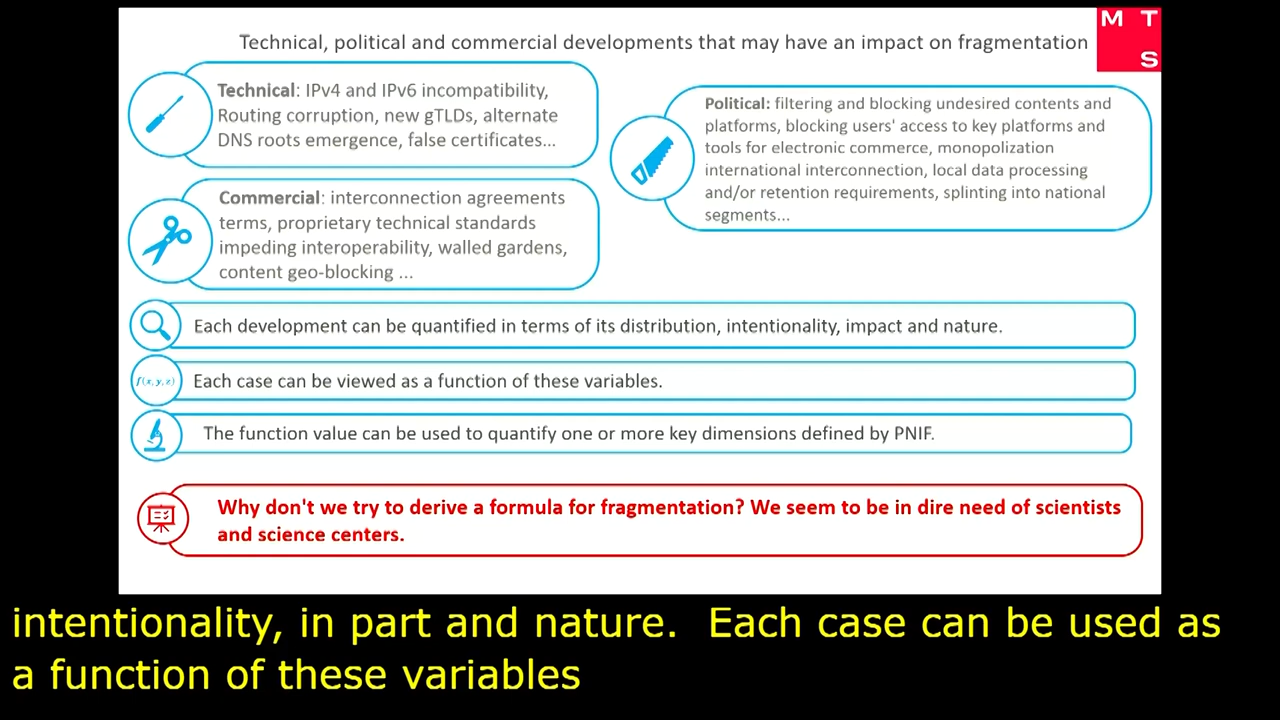 Technical, political and commercial developments that may have an impact on fragmentation
M T
S
Technical: IPv4 and IPv6 incompatibility,
Routing corruption, new gTLDs, alternate
DNS roots emergence, false certificates...
Political: filtering and blocking undesired contents and
platforms, blocking users' access to key platforms and
tools for electronic commerce, monopolization
international interconnection, local data processing
and/or retention requirements, splinting into national
segments...
Commercial: interconnection agreements
terms, proprietary technical standards
impeding interoperability, walled gardens,
content geo-blocking ...
Each development can be quantified in terms of its distribution, intentionality, impact and nature.
f(x, y, z)
Each case can be viewed as a function of these variables.
The function value can be used to quantify one or more key dimensions defined by PNIF.
Why don't we try to derive a formula for fragmentation? We seem to be in dire need of scientists
and science centers.
intentionality, in part and nature.  Each case can be used as
a function of these variables